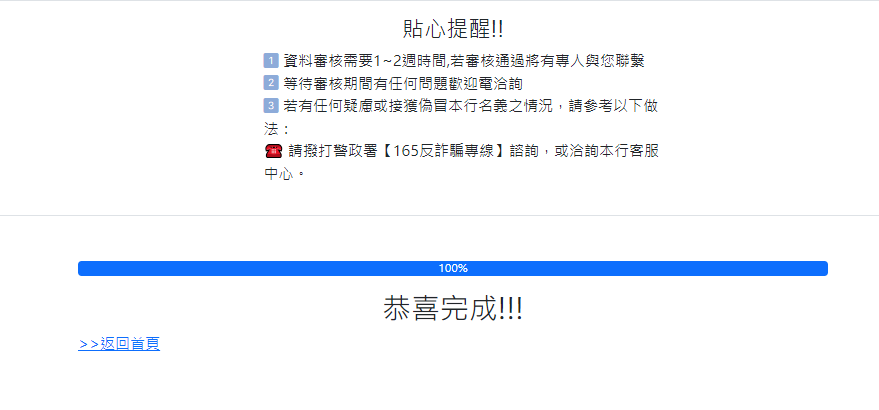 貼心提醒!!
1️⃣ 資料審核需要1~2週時間,若審核通過將有專人與您聯繫
2️⃣ 等待審核期間有任何問題歡迎電洽詢
3️⃣ 若有任何疑慮或接獲偽冒本行名義之情況，請參考以下做
法：
☎️ 請撥打警政署【165反詐騙專線】諮詢，或洽詢本行客服
中心。
100%
恭喜完成!!!
>>返回首頁